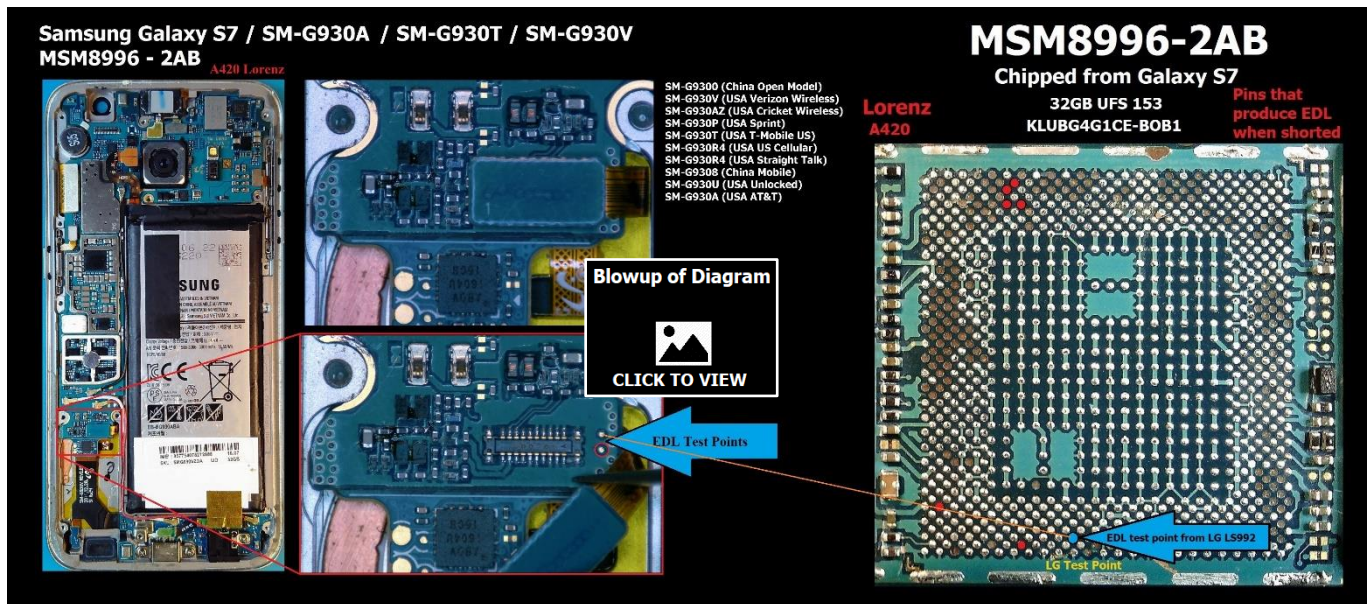 Samsung Galaxy S7 / SM-G930A / SM-G930T / SM-G930V
MSM8996 - 2AB
A420 Lorenz
SM-G9300 (China Open Model)
SM-G930V (USA Verizon Wireless)
SM-G930AZ (USA Cricket Wireless)
SM-G930P (USA Sprint)
SM-G930T (USA T-Mobile US)
SM-G930R4 (USA US Cellular)
SM-G930R4 (USA Straight Talk)
SM-G9308 (China Mobile)
SM-G930U (USA Unlocked)
SM-G930A (USA AT&T)
SUNG
Blowup of Diagram
CLICK TO VIEW
EDL Test Points
MSM8996-2AB
Chipped from Galaxy S7
32GB UFS 153
KLUBG4G1CE-BOB1
Lorenz
A420
Pins that
produce EDL
when shorted
EDL test point from LG LS992
LG Test Point